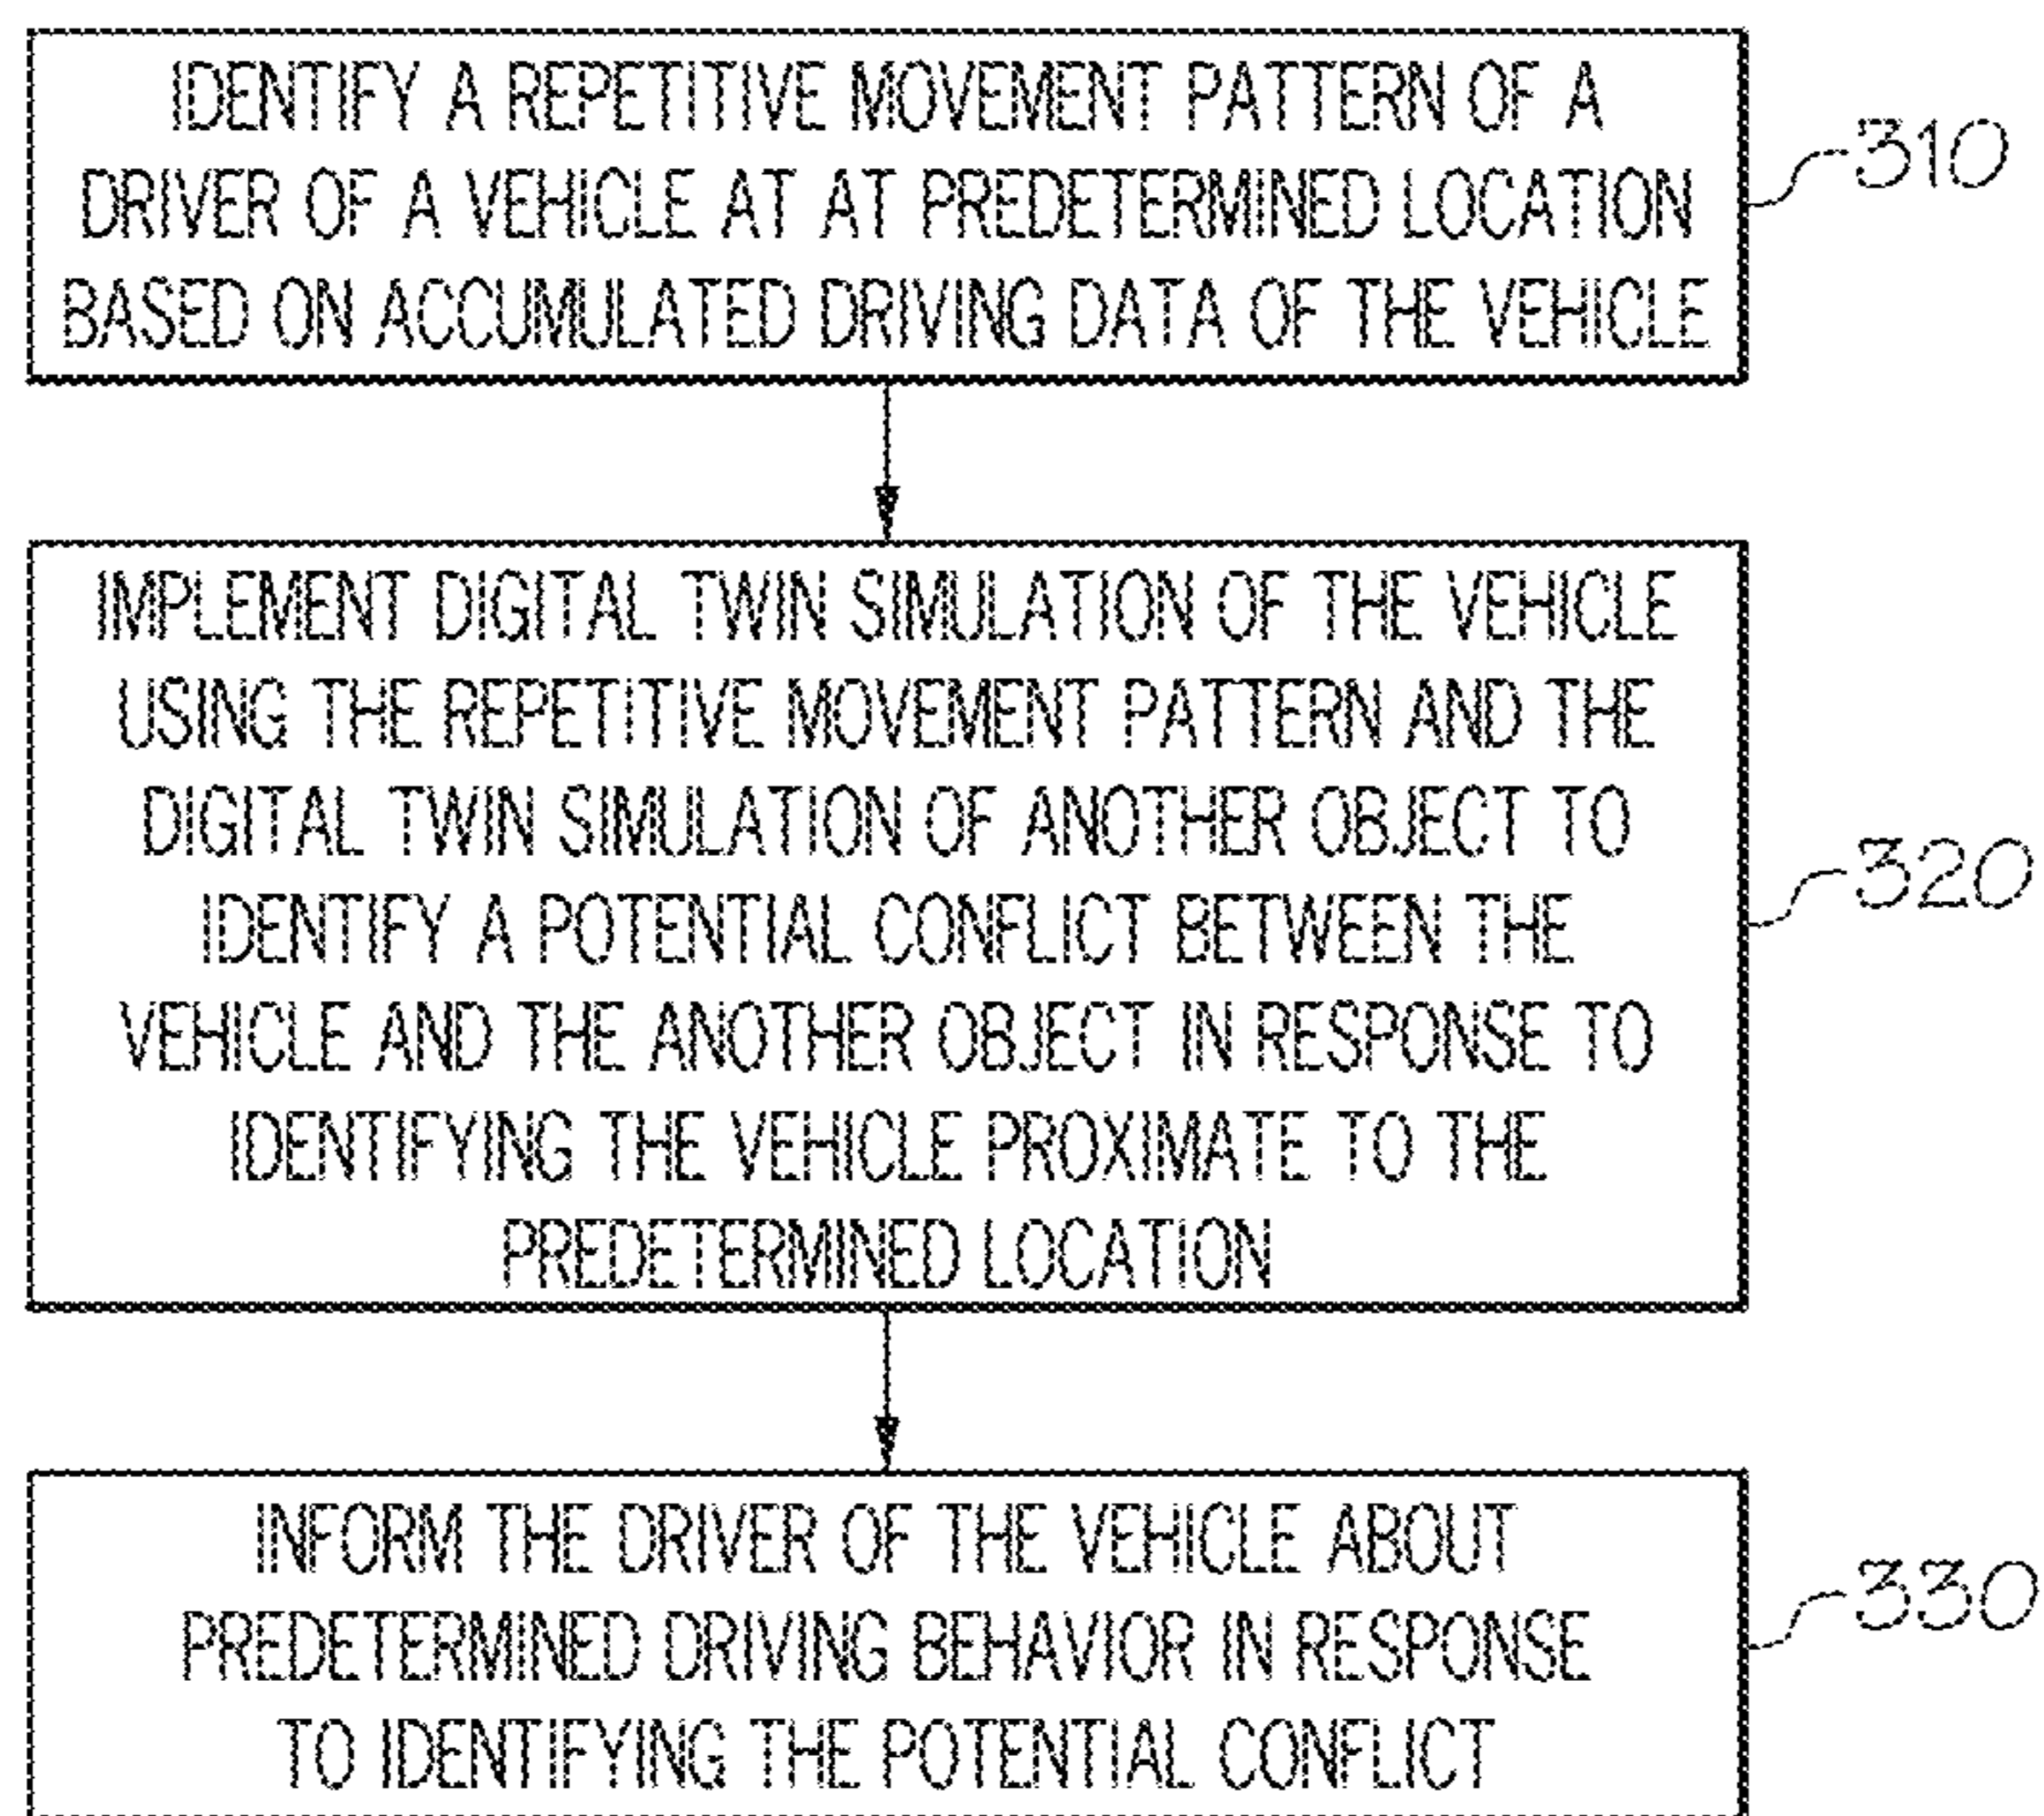 IDENTIFY A REPETITIVE MOVEMENT PATTERN OF A
DRIVER OF A VEHICLE AT AT PREDETERMINED LOCATION
BASED ON ACCUMULATED DRIVING DATA OF THE VEHICLE
310
IMPLEMENT DIGITAL TWIN SIMULATION OF THE VEHICLE
USING THE REPETITIVE MOVEMENT PATTERN AND THE
DIGITAL TWIN SIMULATION OF ANOTHER OBJECT TO
IDENTIFY A POTENTIAL CONFLICT BETWEEN THE
VEHICLE AND THE ANOTHER OBJECT IN RESPONSE TO
IDENTIFYING THE VEHICLE PROXIMATE TO THE
PREDETERMINED LOCATION
320
INFORM THE DRIVER OF THE VEHICLE ABOUT
PREDETERMINED DRIVING BEHAVIOR IN RESPONSE
TO IDENTIFYING THE POTENTIAL CONFLICT
330